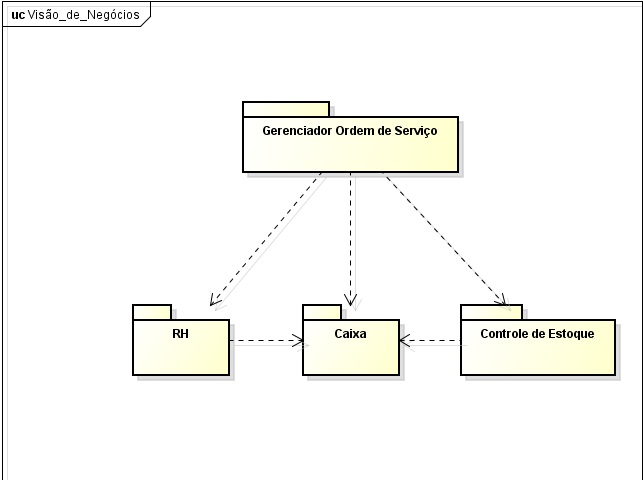 uc Visão_de_Negócios
Gerenciador Ordem de Serviço
RH
Caixa
Controle de Estoque